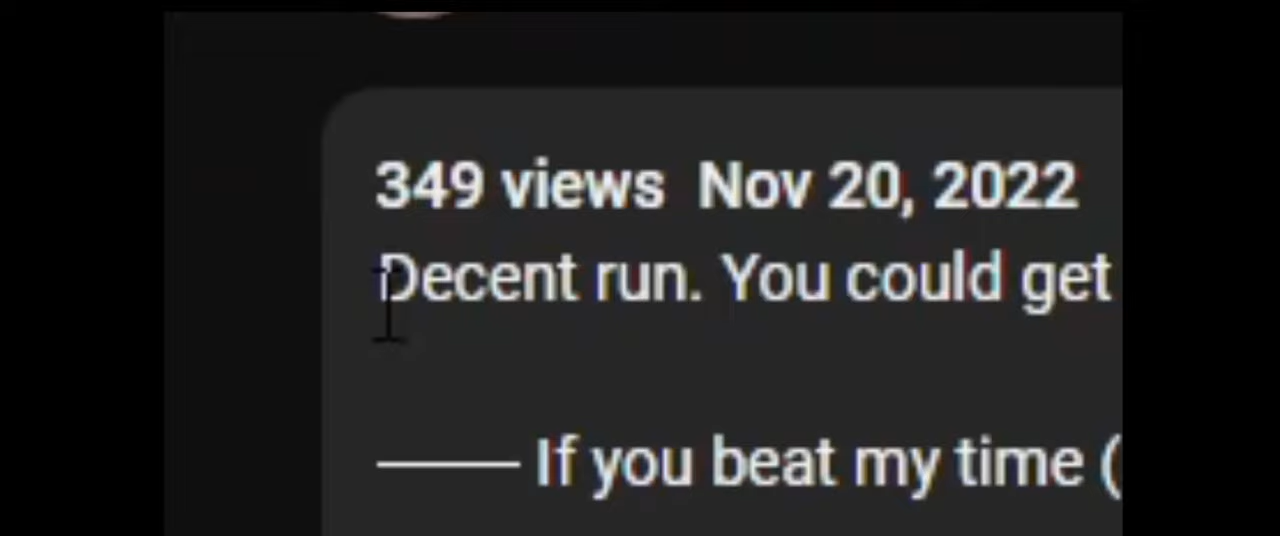 349 views Nov 20, 2022
Decent run. You could get
—— If you beat my time (